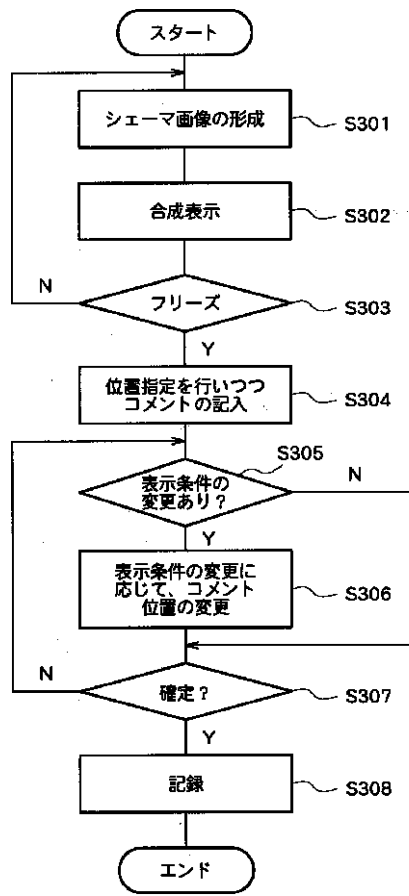 スタート
シェーマ画像の形成
S301
合成表示
S302
N
フリーズ
S303
Y
位置指定を行いつつ
コメントの記入
S304
S305
表示条件の
変更あり？
N
Y
表示条件の変更に
応じて、コメント
位置の変更
S306
N
確定？
S307
Y
記録
S308
エンド